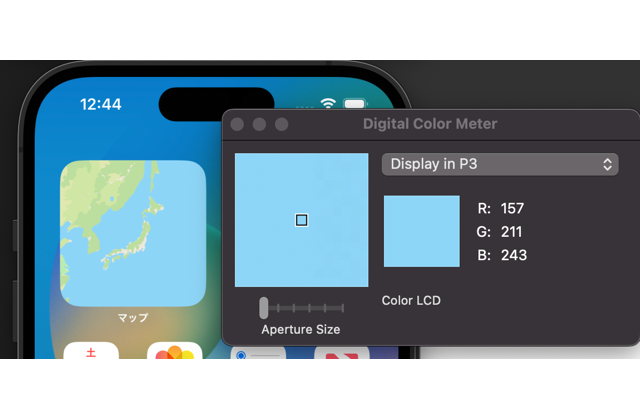 12:44
Digital Color Meter
Display in P3
R: 157
G: 211
B: 243
Color LCD
Aperture Size
マップ
土